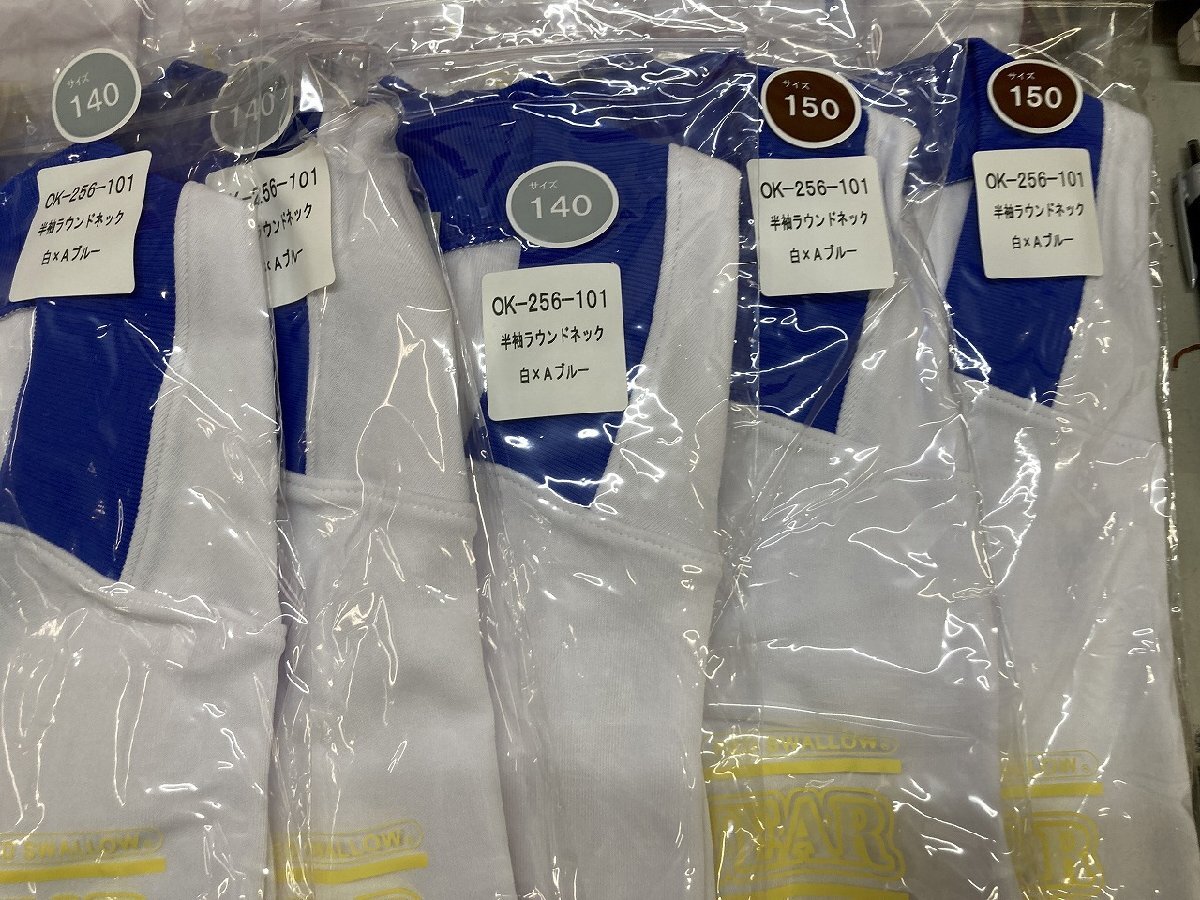 サイズ
140
OK-256-101
半袖ラウンドネック
白×Aブルー
140
56-101
ウンドネック
×Aブルー
サイズ
140
OK-256-101
半袖ラウンドネック
白×Aブルー
サイズ
150
OK-256-101
半袖ラウンドネック
白×Aブルー
サイズ
150
OK-256-101
半袖ラウンドネック
白×Aブルー
SWALLOW®
SWALLOW®
SWALLOW®
EAR